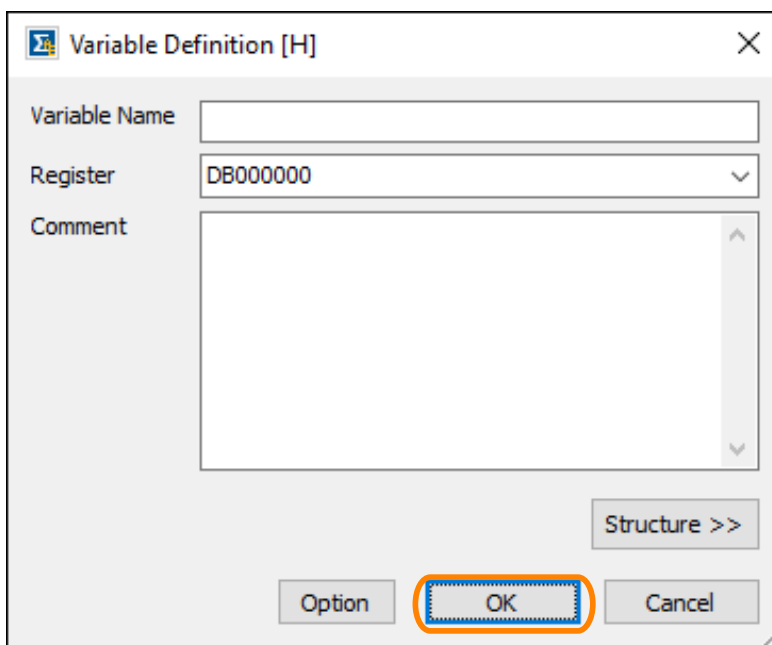 Variable Definition [H]
Variable Name
Register DB000000
Comment
Structure >>
Option OK Cancel